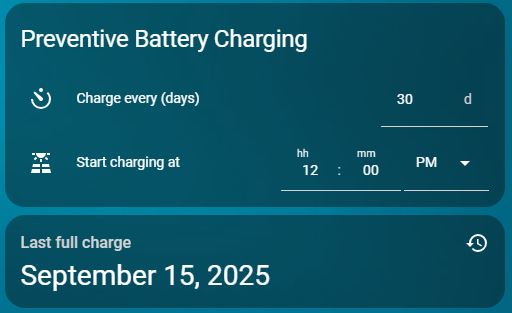 Preventive Battery Charging
Charge every (days) 30 d
hh mm
Start charging at 12 : 00 PM
Last full charge
September 15, 2025